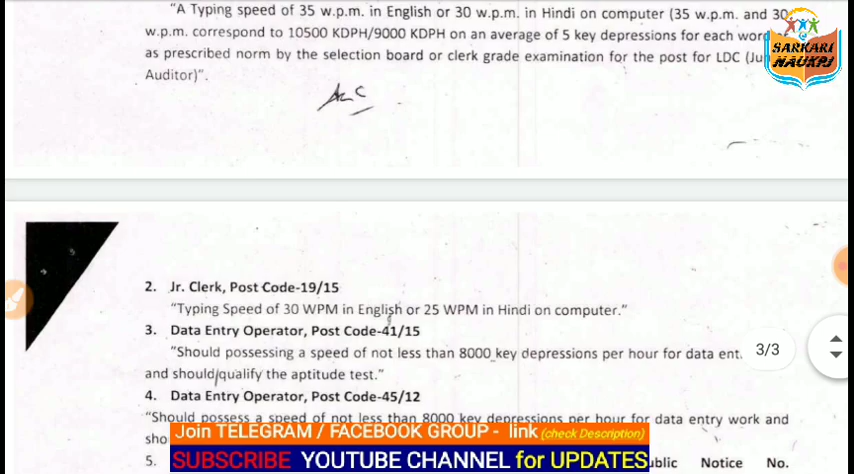 "A Typing speed of 35 w.p.m. in English or 30 w.p.m. in Hindi on computer (35 w.p.m. and 30
w.p.m. correspond to 10500 KDPH/9000 KDPH on an average of 5 key depressions for each word
as prescribed norm by the selection board or clerk grade examination for the post for LDC (Ju
Auditor)".
SARKARI
NAUKRI
2. Jr. Clerk, Post Code-19/15
"Typing Speed of 30 WPM in English or 25 WPM in Hindi on computer."
3. Data Entry Operator, Post Code-41/15
"Should possessing a speed of not less than 8000 key depressions per hour for data ent
3/3
and should qualify the aptitude test."
4. Data Entry Operator, Post Code-45/12
"Should possess a speed of not less than 8000 key depressions per hour for data entry work and
sho
Join TELEGRAM / FACEBOOK GROUP - link (check Description)
5.
SUBSCRIBE YOUTUBE CHANNEL for UPDATES
ublic Notice No.